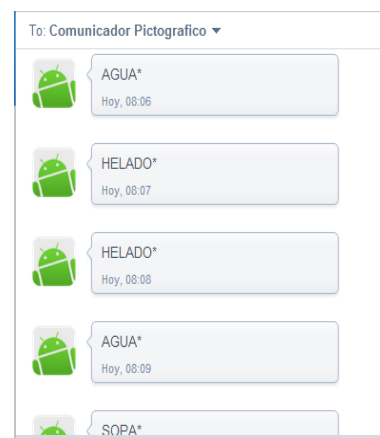 To: Comunicador Pictografico
AGUA*
Hoy, 08:06
HELADO*
Hoy, 08:07
HELADO*
Hoy, 08:08
AGUA*
Hoy, 08:09
SOPA*